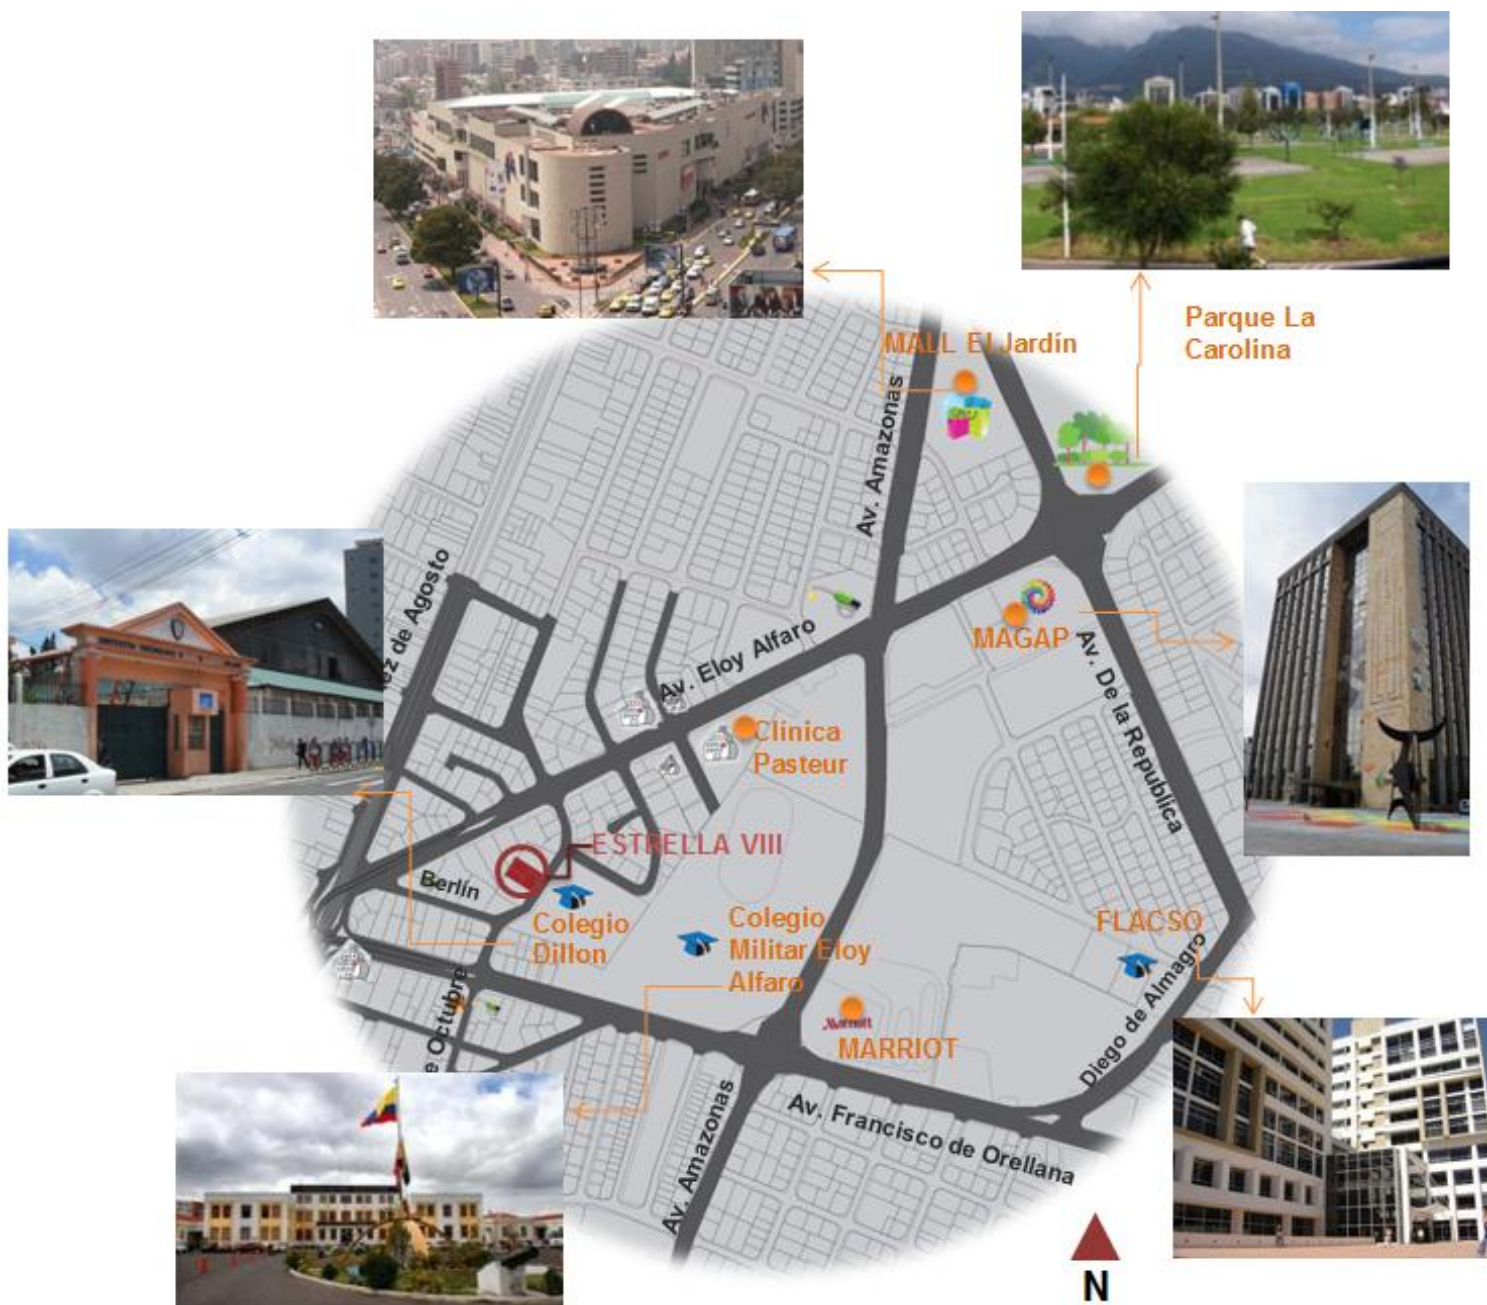 Parque La
Carolina
MALL El Jardín
Av. Amazonas
ez de Agosto
Av. Eloy Alfaro
MAGAP
Av. De la Republica
Clínica
Pasteur
ESTRELLA VIII
Berlín
Colegio
Dillon
Colegio
Militar Eloy
Alfaro
FLACSO
Diego de Almagro
e Octubre
Marriott
MARRIOT
Av. Francisco de Orellana
Av. Amazonas
N